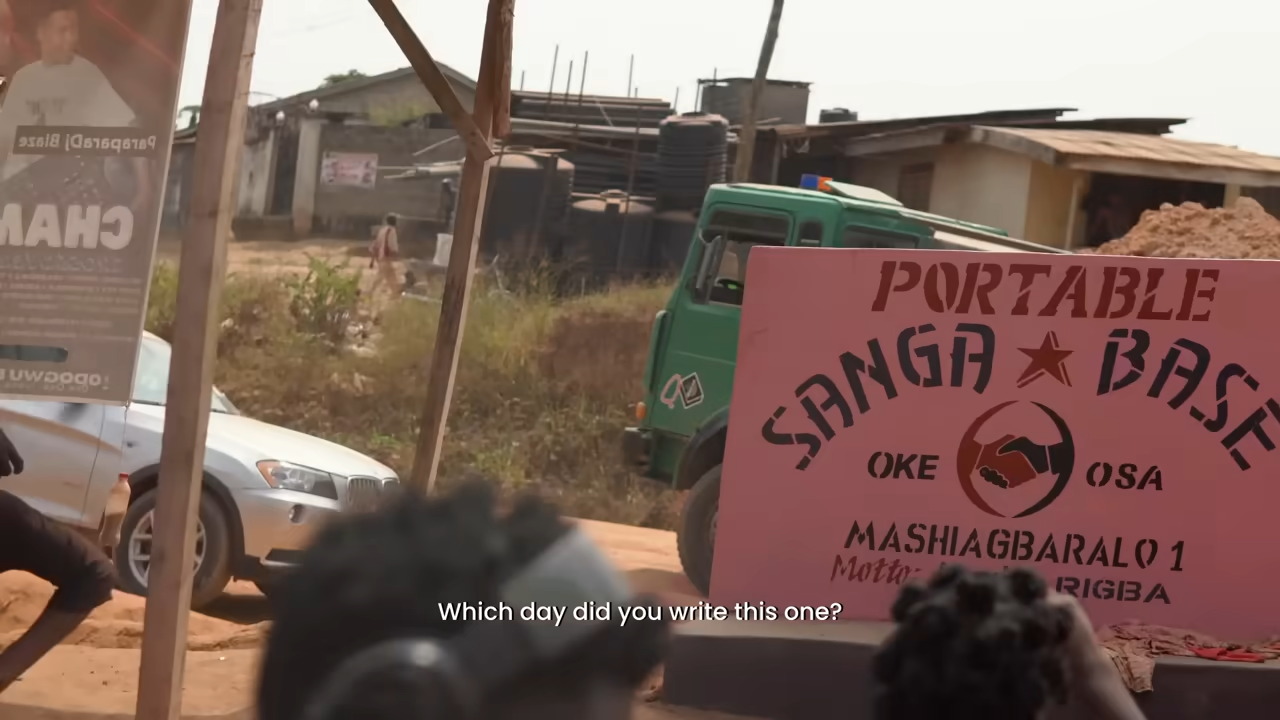 ParaparaDj Blaze
CHAM
PORTABLE
SANGA ★ BASE
OKE OSA
MASHIAGBARALO 1
Motto:
RIGBA
Which day did you write this one?